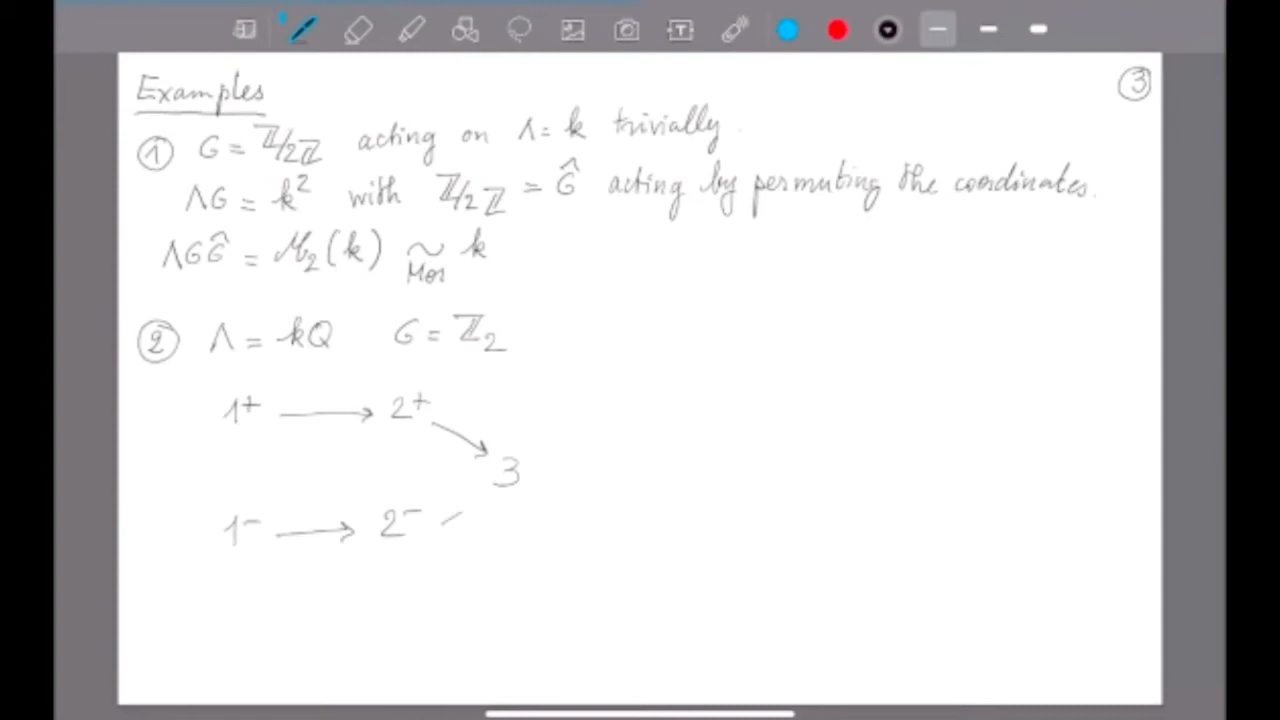 Examples
③
① G = ℤ/2ℤ acting on Λ = k trivially.
ΛG = k² with ℤ/2ℤ = Ĝ acting by permuting the coordinates.
ΛGĜ = M₂(k) ~ k
Mor
② Λ = kQ G = ℤ₂
1⁺ → 2⁺
3
1⁻ → 2⁻